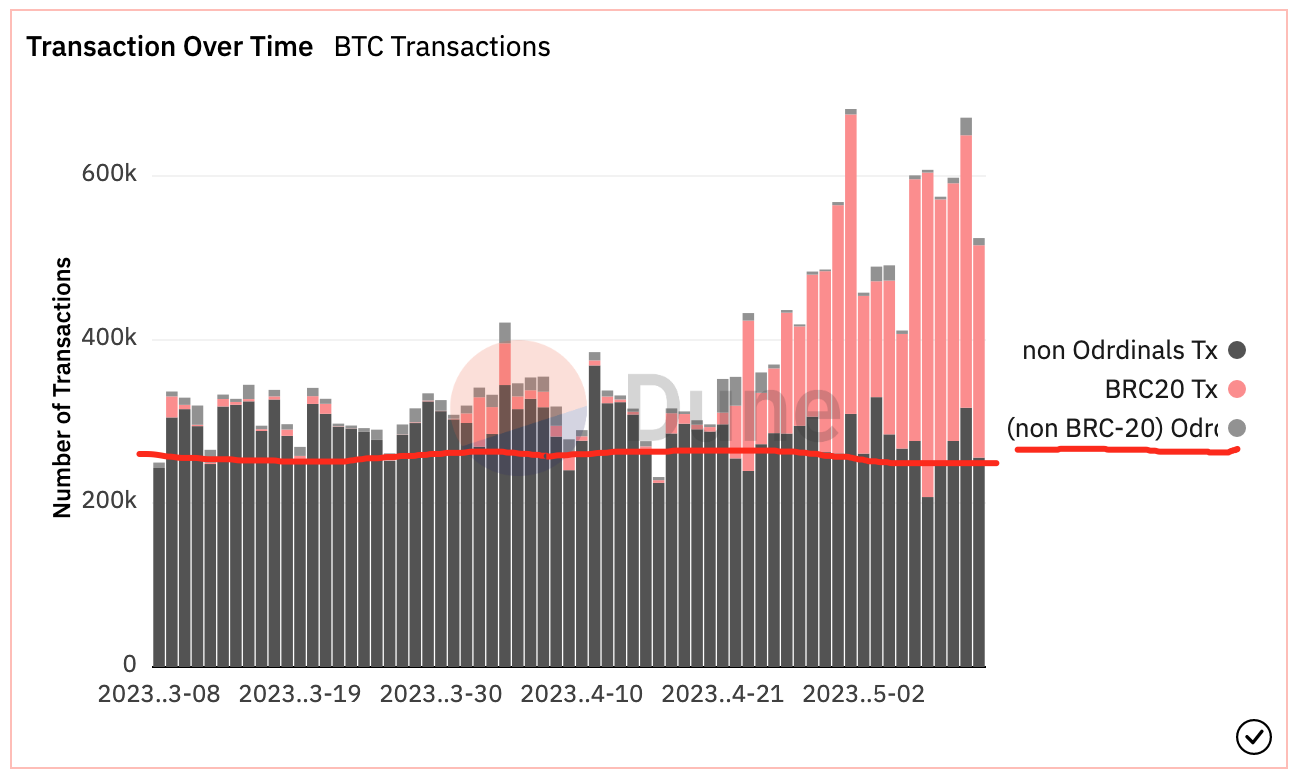 Transaction Over Time BTC Transactions
600k
400k
200k
0
Number of Transactions
2023..3-08 2023..3-19 2023..3-30 2023..4-10 2023..4-21 2023..5-02
non Odrdinals Tx
BRC20 Tx
(non BRC-20) Odr
Dune